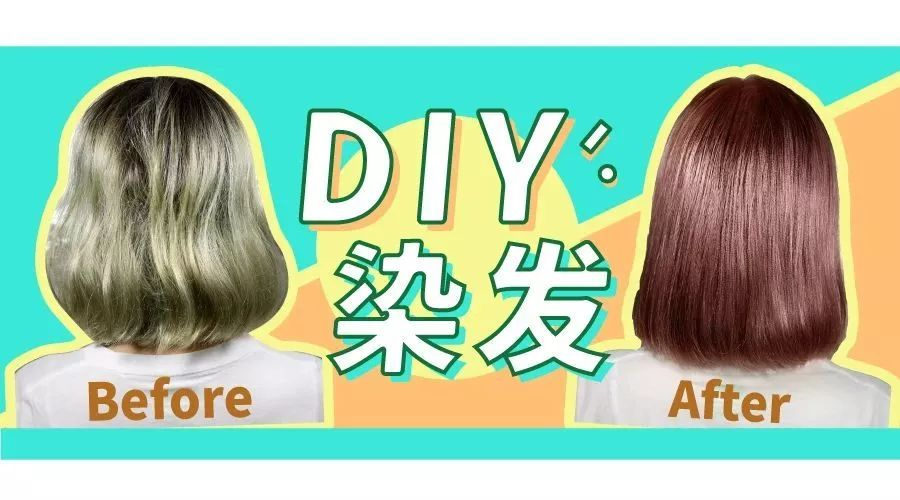 DIY
染发
Before
After